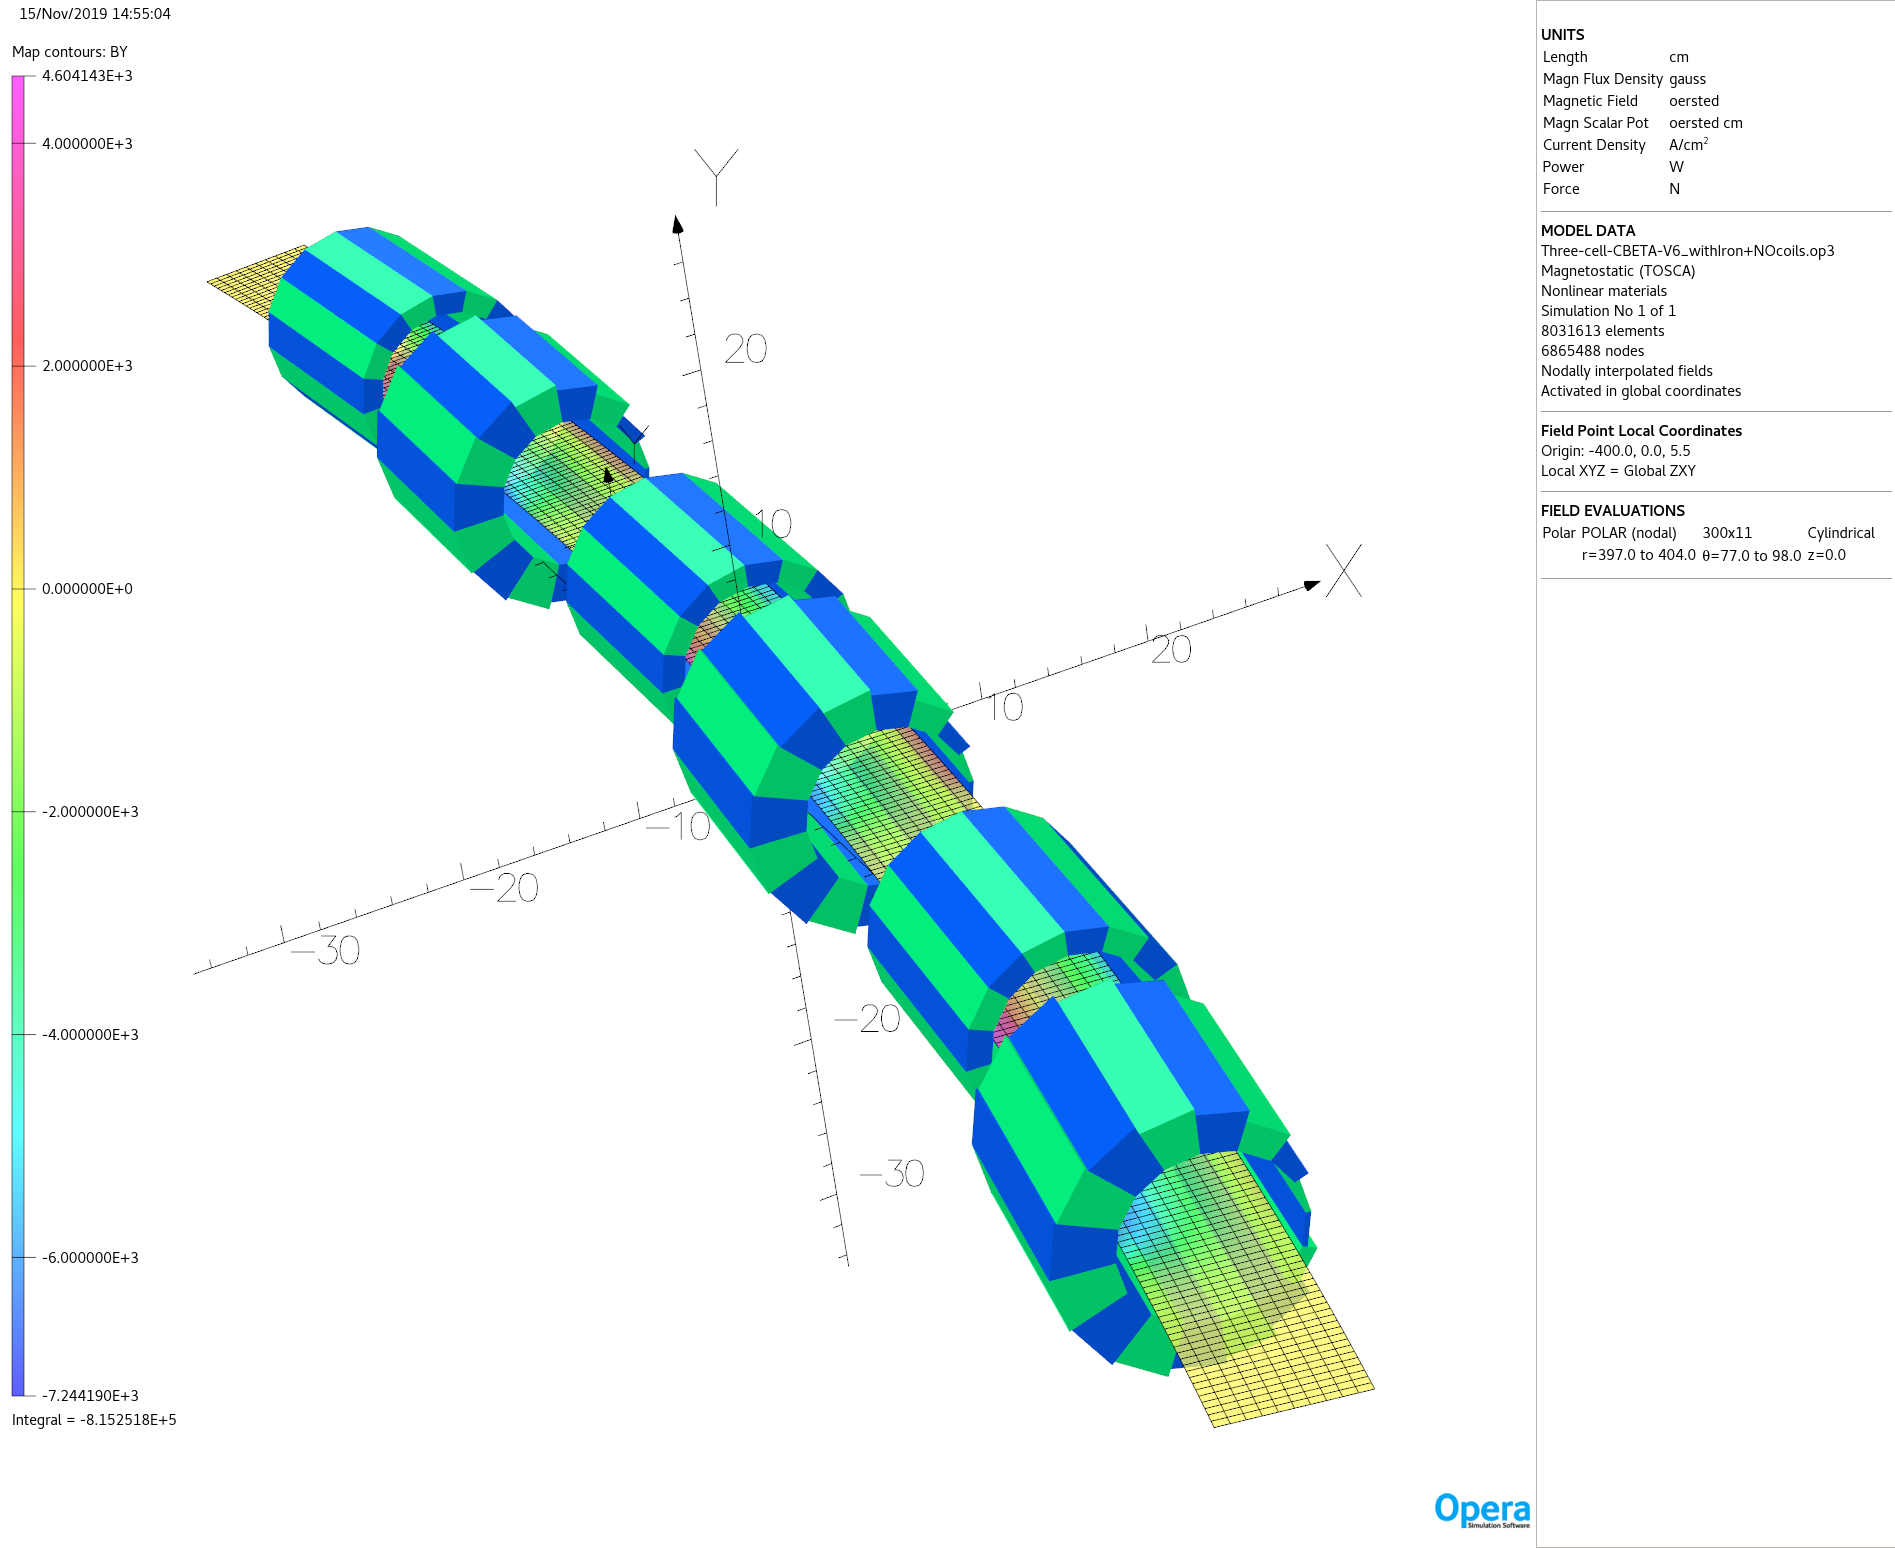 15/Nov/2019 14:55:04
Map contours: BY
4.604143E+3
4.000000E+3
2.000000E+3
0.000000E+0
-2.000000E+3
-4.000000E+3
-6.000000E+3
-7.244190E+3
Integral = -8.152518E+5
Y
20
10
X
20
10
-10
-20
-30
-20
-30
UNITS
Length cm
Magn Flux Density gauss
Magnetic Field oersted
Magn Scalar Pot oersted cm
Current Density A/cm²
Power W
Force N
MODEL DATA
Three-cell-CBETA-V6_withIron+NOcoils.op3
Magnetostatic (TOSCA)
Nonlinear materials
Simulation No 1 of 1
8031613 elements
6865488 nodes
Nodally interpolated fields
Activated in global coordinates
Field Point Local Coordinates
Origin: -400.0, 0.0, 5.5
Local XYZ = Global ZXY
FIELD EVALUATIONS
Polar POLAR (nodal) 300x11 Cylindrical
r=397.0 to 404.0 θ=77.0 to 98.0 z=0.0
Opera
Simulation Software